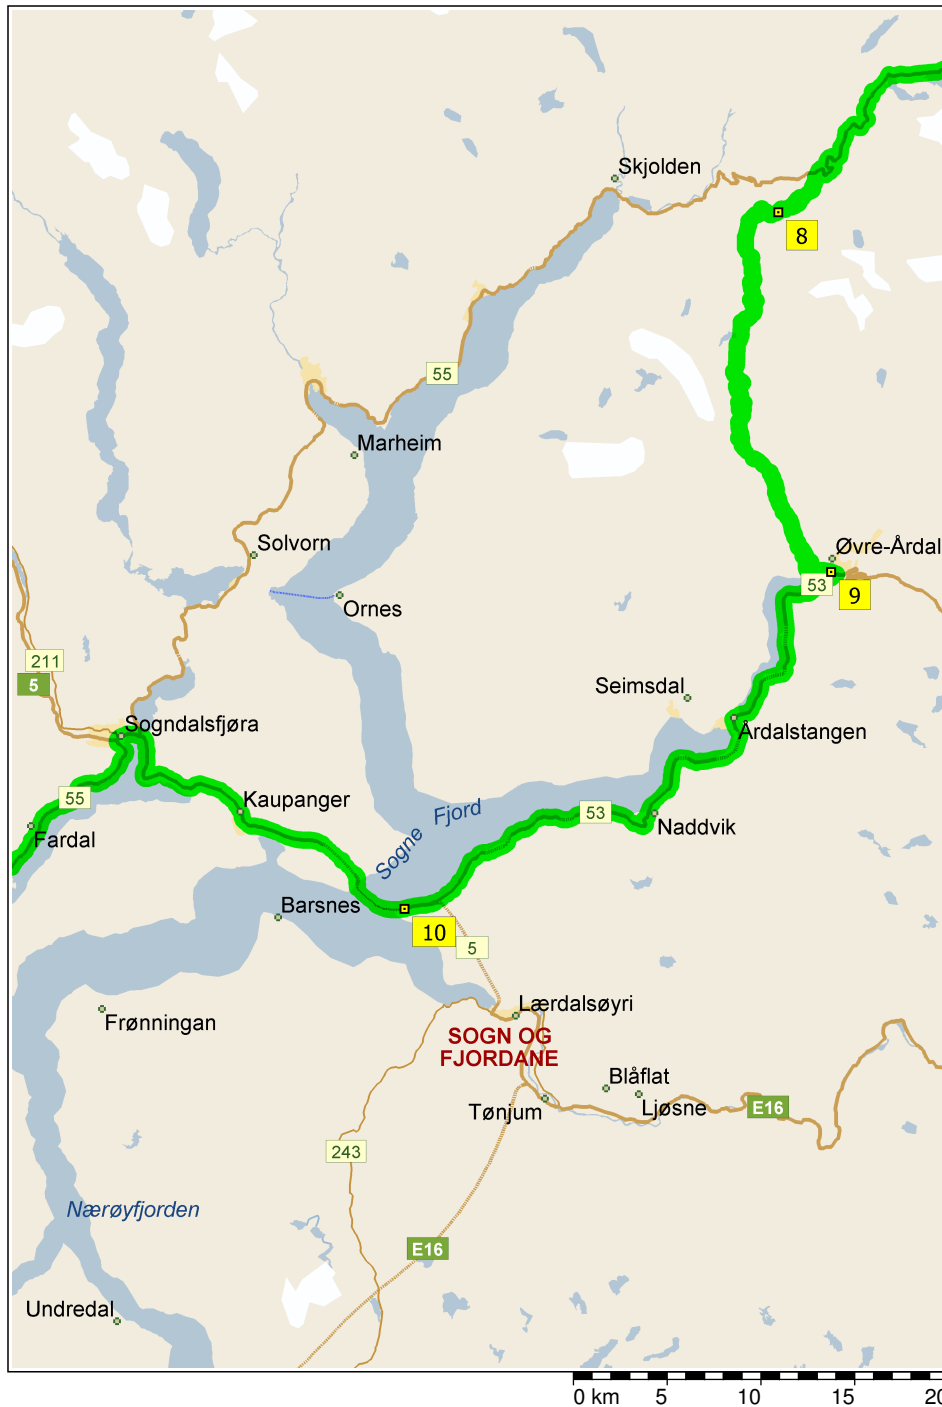 Skjolden
8
55
Marheim
Solvorn
Øvre-Årdal
53
9
Ornes
211
5
Seimsdal
Sogndalsfjøra
Årdalstangen
55
Kaupanger
Sogne Fjord
53
Naddvik
Fardal
Barsnes
10
5
Lærdalsøyri
Frønningan
SOGN OG
FJORDANE
Blåflat
Tønjum
Ljøsne
E16
243
Nærøyfjorden
E16
Undredal
0 km 5 10 15 20